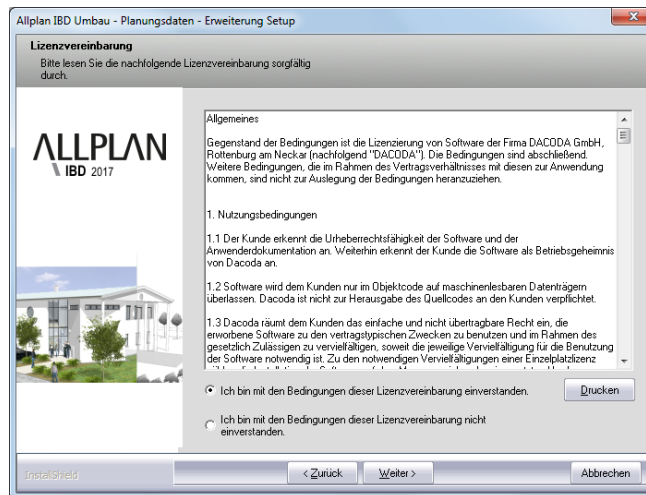 Allplan IBD Umbau - Planungsdaten - Erweiterung Setup
Lizenzvereinbarung
Bitte lesen Sie die nachfolgende Lizenzvereinbarung sorgfältig
durch.
ALLPLAN
IBD 2017
Allgemeines
Gegenstand der Bedingungen ist die Lizenzierung von Software der Firma DACODA GmbH,
Rottenburg am Neckar (nachfolgend "DACODA"). Die Bedingungen sind abschließend.
Weitere Bedingungen, die im Rahmen des Vertragsverhältnisses mit diesen zur Anwendung
kommen, sind nicht zur Auslegung der Bedingungen heranzuziehen.
1. Nutzungsbedingungen
1.1 Der Kunde erkennt die Urheberrechtsfähigkeit der Software und der
Anwenderdokumentation an. Weiterhin erkennt der Kunde die Software als Betriebsgeheimnis
von Dacoda an.
1.2 Software wird dem Kunden nur im Objektcode auf maschinenlesbaren Datenträgern
überlassen. Dacoda ist nicht zur Herausgabe des Quellcodes an den Kunden verpflichtet.
1.3 Dacoda räumt dem Kunden das einfache und nicht übertragbare Recht ein, die
erworbene Software zu den vertragstypischen Zwecken zu benutzen und im Rahmen des
gesetzlich Zulässigen zu vervielfältigen, soweit die jeweilige Vervielfältigung für die Benutzung
der Software notwendig ist. Zu den notwendigen Vervielfältigungen einer Einzelplatzlizenz
Ich bin mit den Bedingungen dieser Lizenzvereinbarung einverstanden.
Drucken
Ich bin mit den Bedingungen dieser Lizenzvereinbarung nicht
einverstanden.
InstallShield
< Zurück
Weiter >
Abbrechen